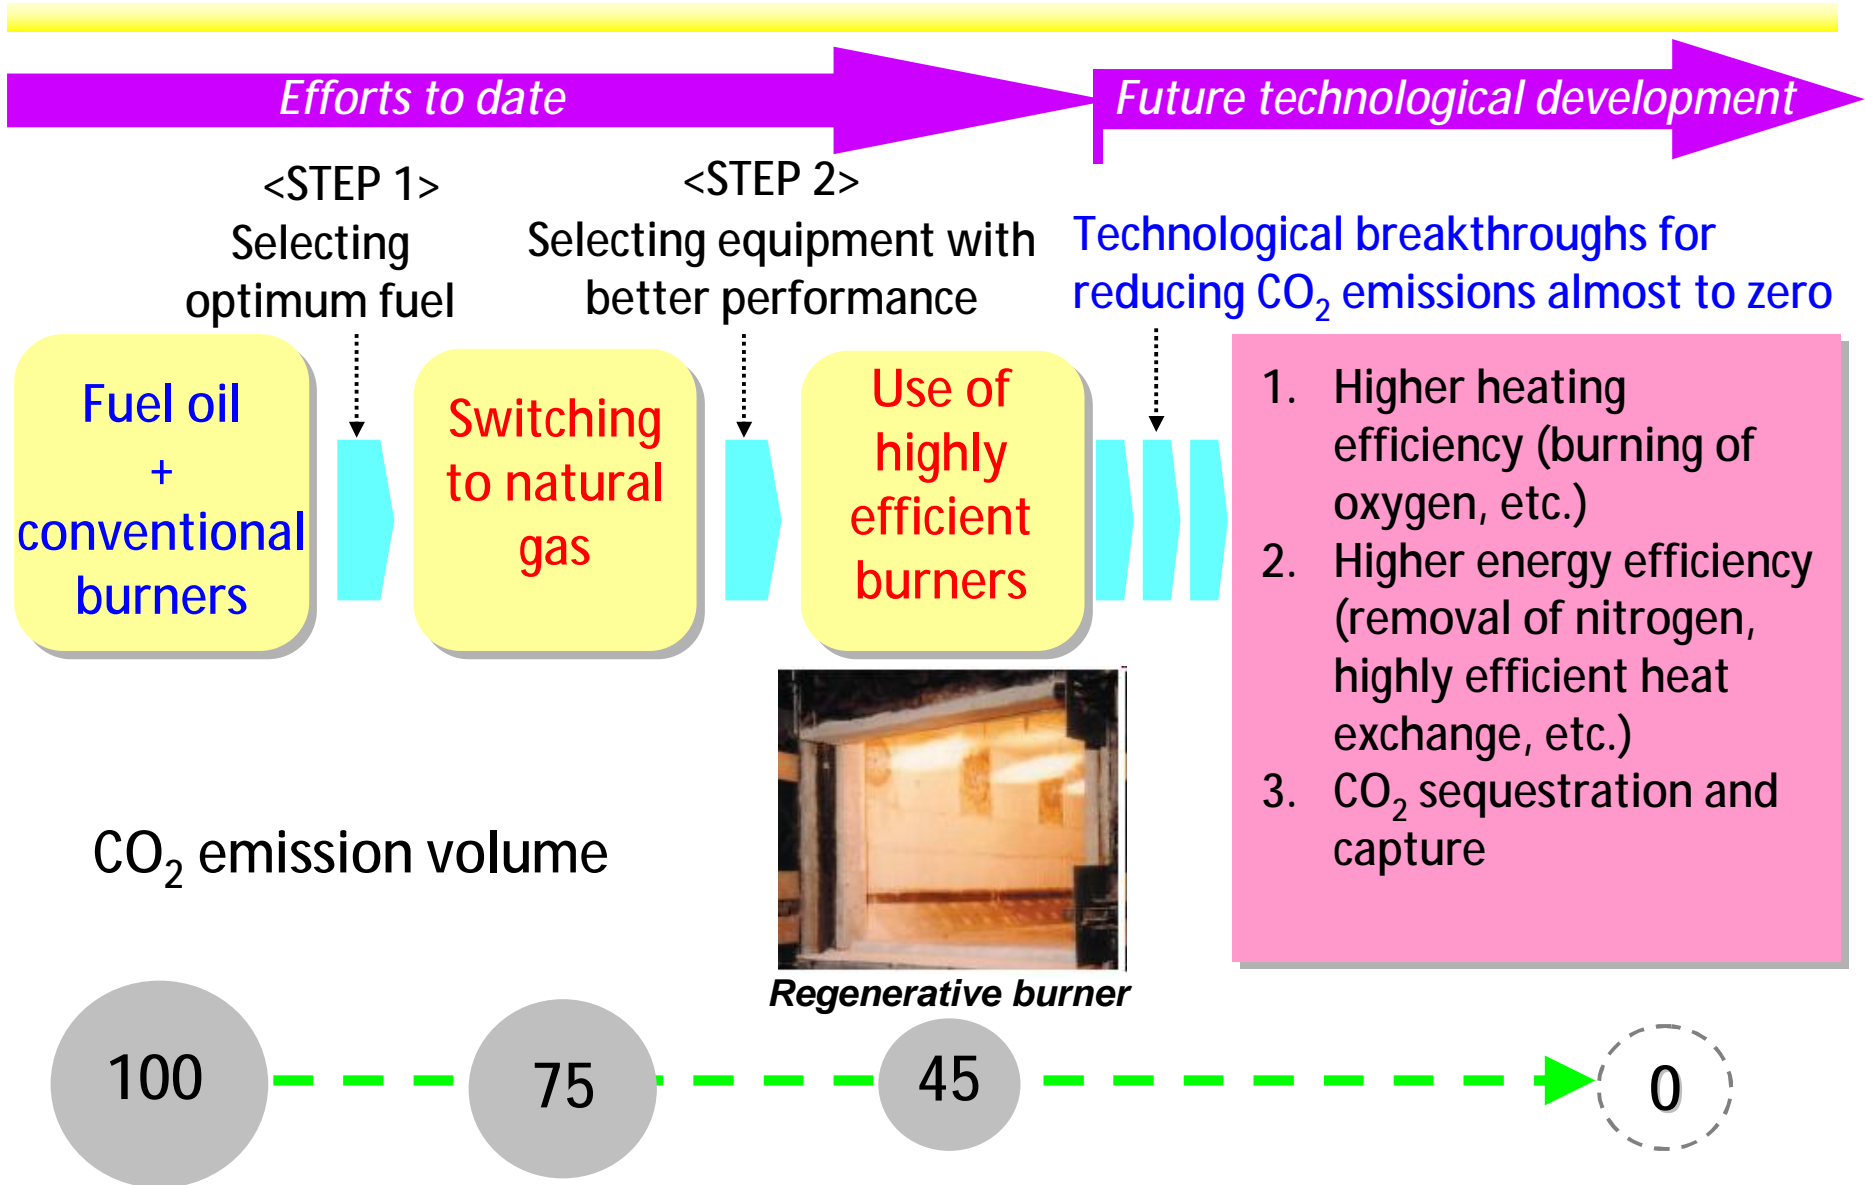 Efforts to date
Future technological development
<STEP 1>
Selecting
optimum fuel
<STEP 2>
Selecting equipment with
better performance
Technological breakthroughs for
reducing CO₂ emissions almost to zero
Fuel oil
+
conventional
burners
Switching
to natural
gas
Use of
highly
efficient
burners
1. Higher heating
efficiency (burning of
oxygen, etc.)
2. Higher energy efficiency
(removal of nitrogen,
highly efficient heat
exchange, etc.)
3. CO₂ sequestration and
capture
CO₂ emission volume
Regenerative burner
100
75
45
0